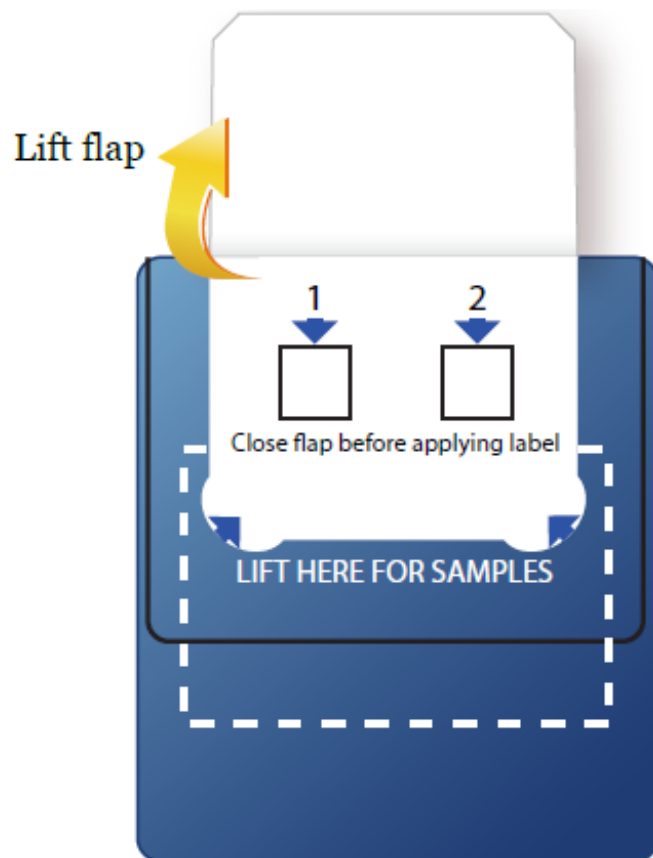 Lift flap
1 2
Close flap before applying label
LIFT HERE FOR SAMPLES